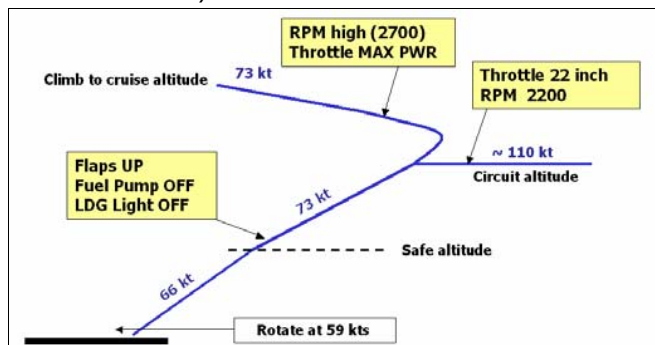 RPM high (2700)
Throttle MAX PWR
73 kt
Climb to cruise altitude
Throttle 22 inch
RPM 2200
~ 110 kt
Circuit altitude
Flaps UP
Fuel Pump OFF
LDG Light OFF
73 kt
Safe altitude
66 kt
Rotate at 59 kts